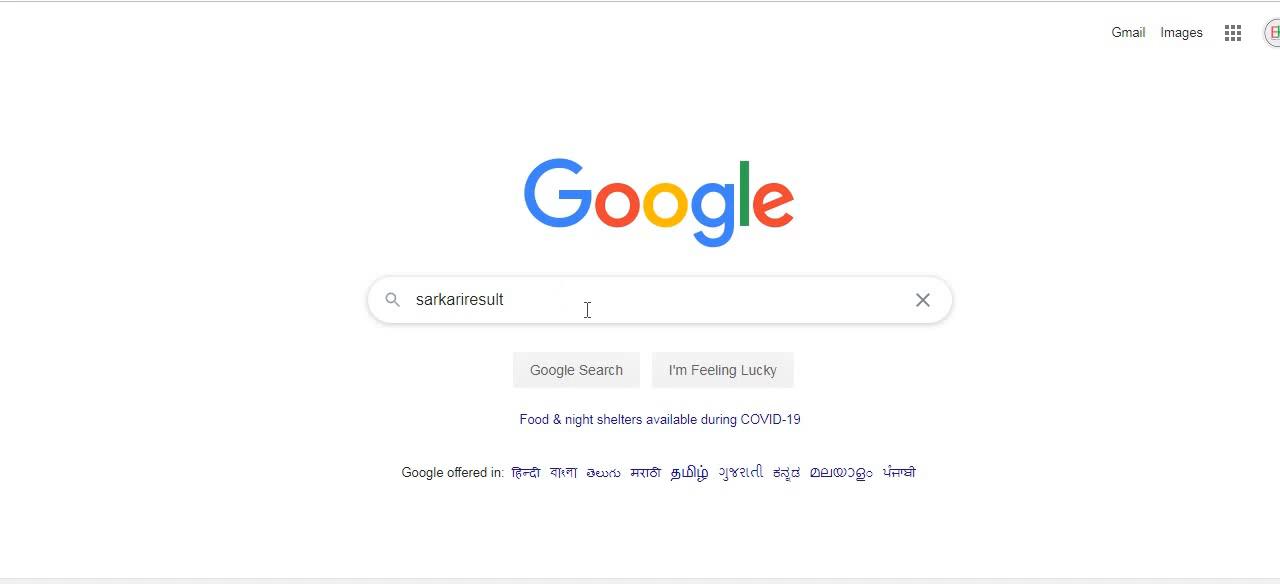 Gmail Images
Google
sarkariresult
Google Search I'm Feeling Lucky
Food & night shelters available during COVID-19
Google offered in: हिन्दी বাংলা తెలుగు मराठी தமிழ் ગુજરાતી ಕನ್ನಡ മലയാളം ਪੰਜਾਬੀ